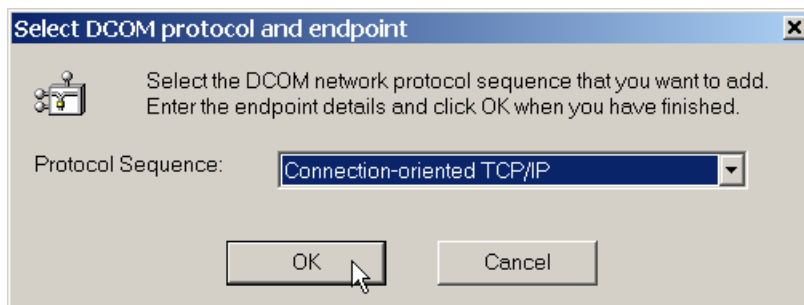 Select DCOM protocol and endpoint
Select the DCOM network protocol sequence that you want to add.
Enter the endpoint details and click OK when you have finished.
Protocol Sequence:
Connection-oriented TCP/IP
OK
Cancel